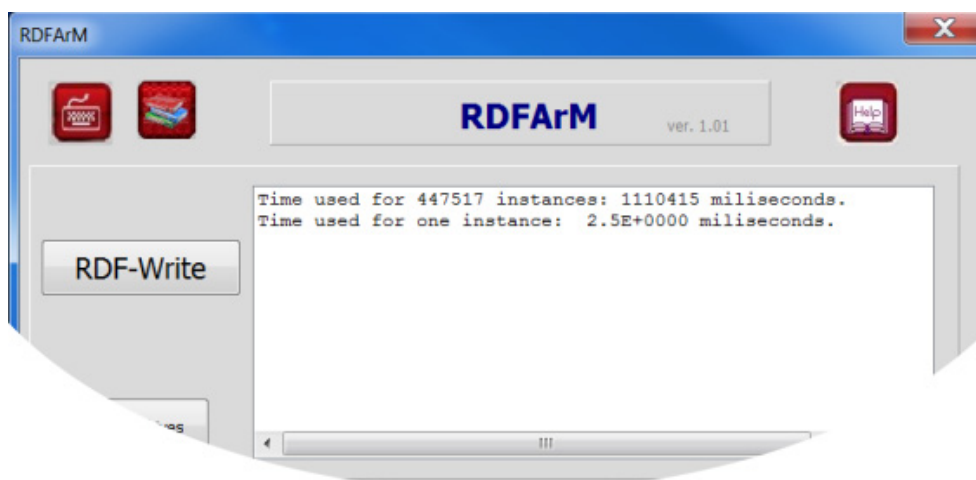 RDFArM
RDFArM ver. 1.01
Help
Time used for 447517 instances: 1110415 miliseconds.
Time used for one instance:  2.5E+0000 miliseconds.
RDF-Write